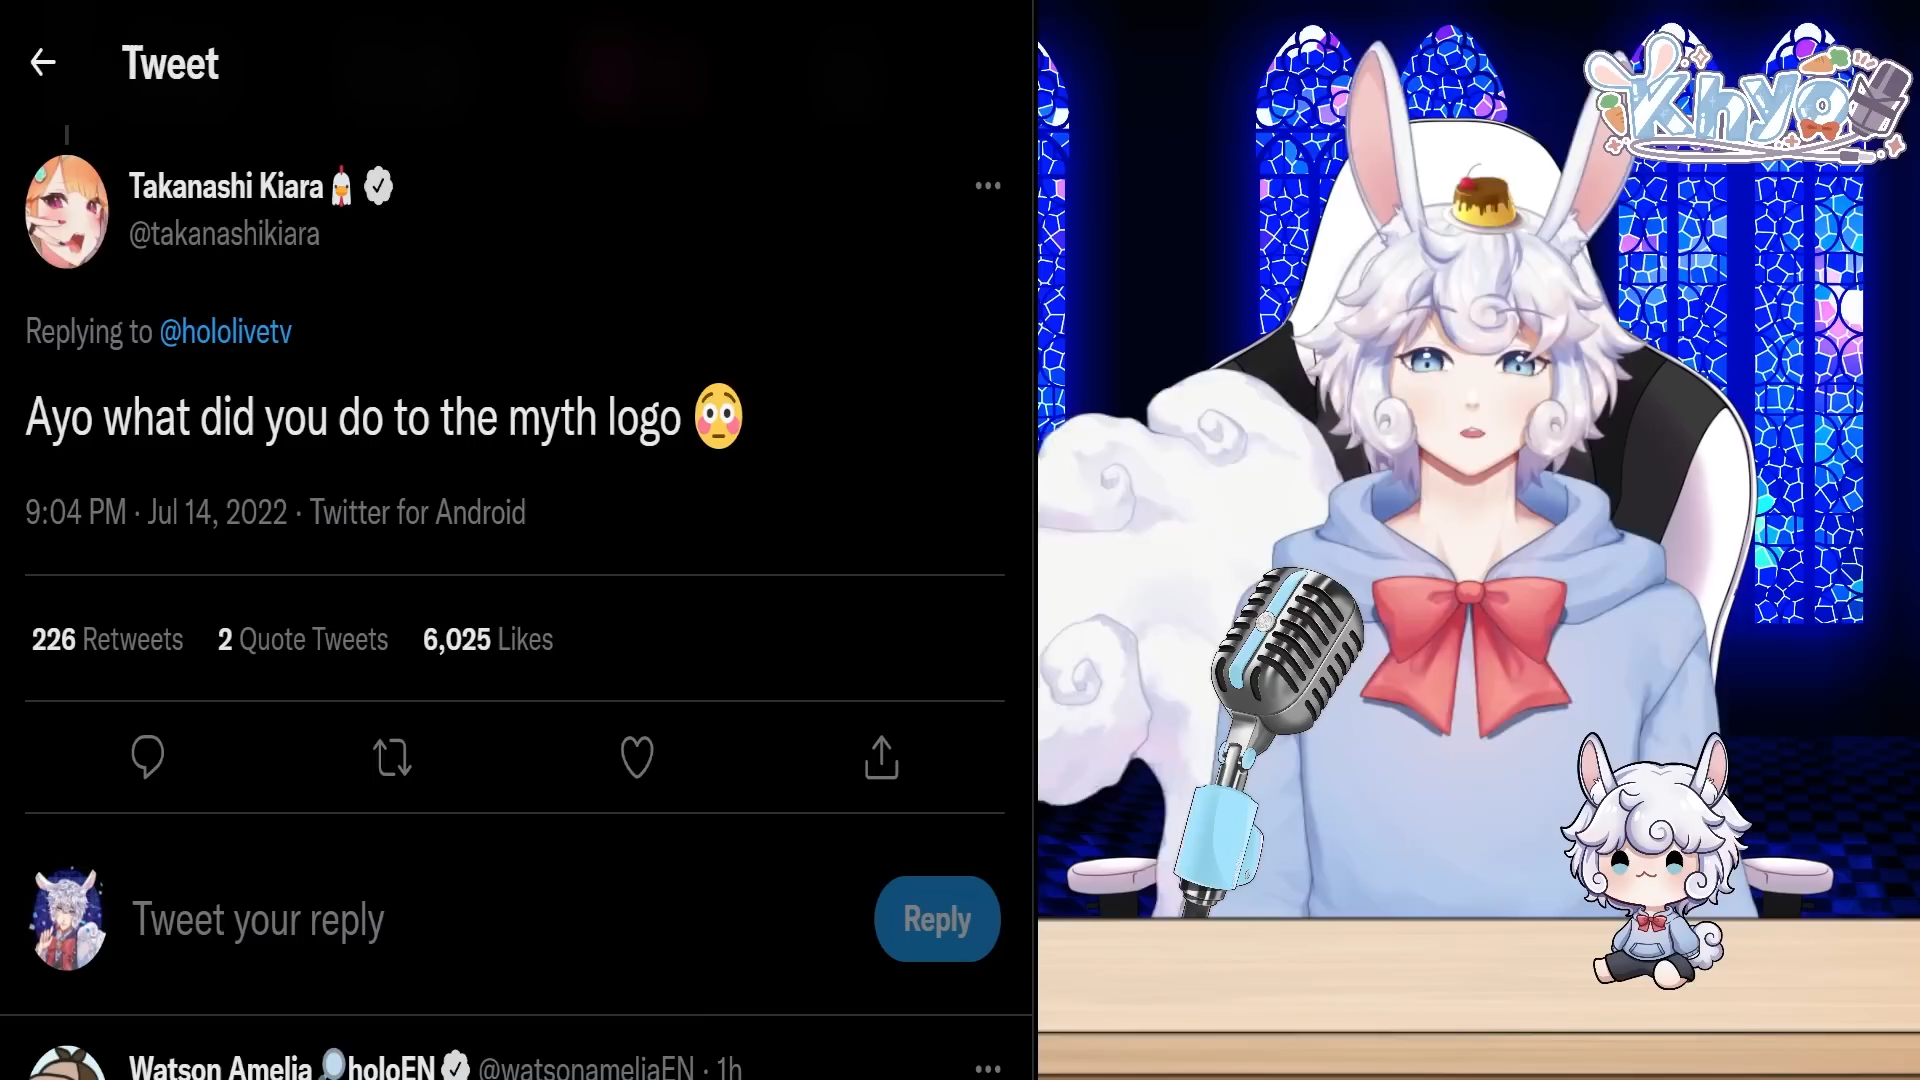 Tweet
Takanashi Kiara
@takanashikiara
Replying to @hololivetv
Ayo what did you do to the myth logo
9:04 PM · Jul 14, 2022 · Twitter for Android
226 Retweets 2 Quote Tweets 6,025 Likes
Tweet your reply
Reply
Watson Amelia holoEN @watsonameliaEN · 1h
Knyo